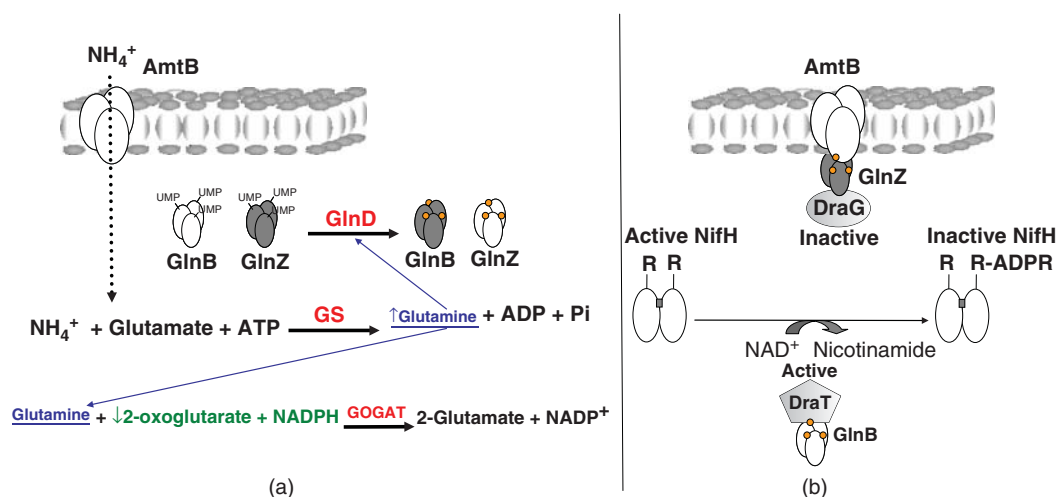 NH₄⁺
AmtB
UMP UMP UMP
UMP UMP UMP
GlnB GlnZ
GlnD
GlnB GlnZ
NH₄⁺ + Glutamate + ATP GS ↑Glutamine + ADP + Pi
Glutamine + ↓2-oxoglutarate + NADPH GOGAT 2-Glutamate + NADP⁺
(a)
AmtB
GlnZ
DraG
Inactive
Active NifH
R R
Inactive NifH
R R-ADPR
NAD⁺ Nicotinamide
Active
DraT
GlnB
(b)